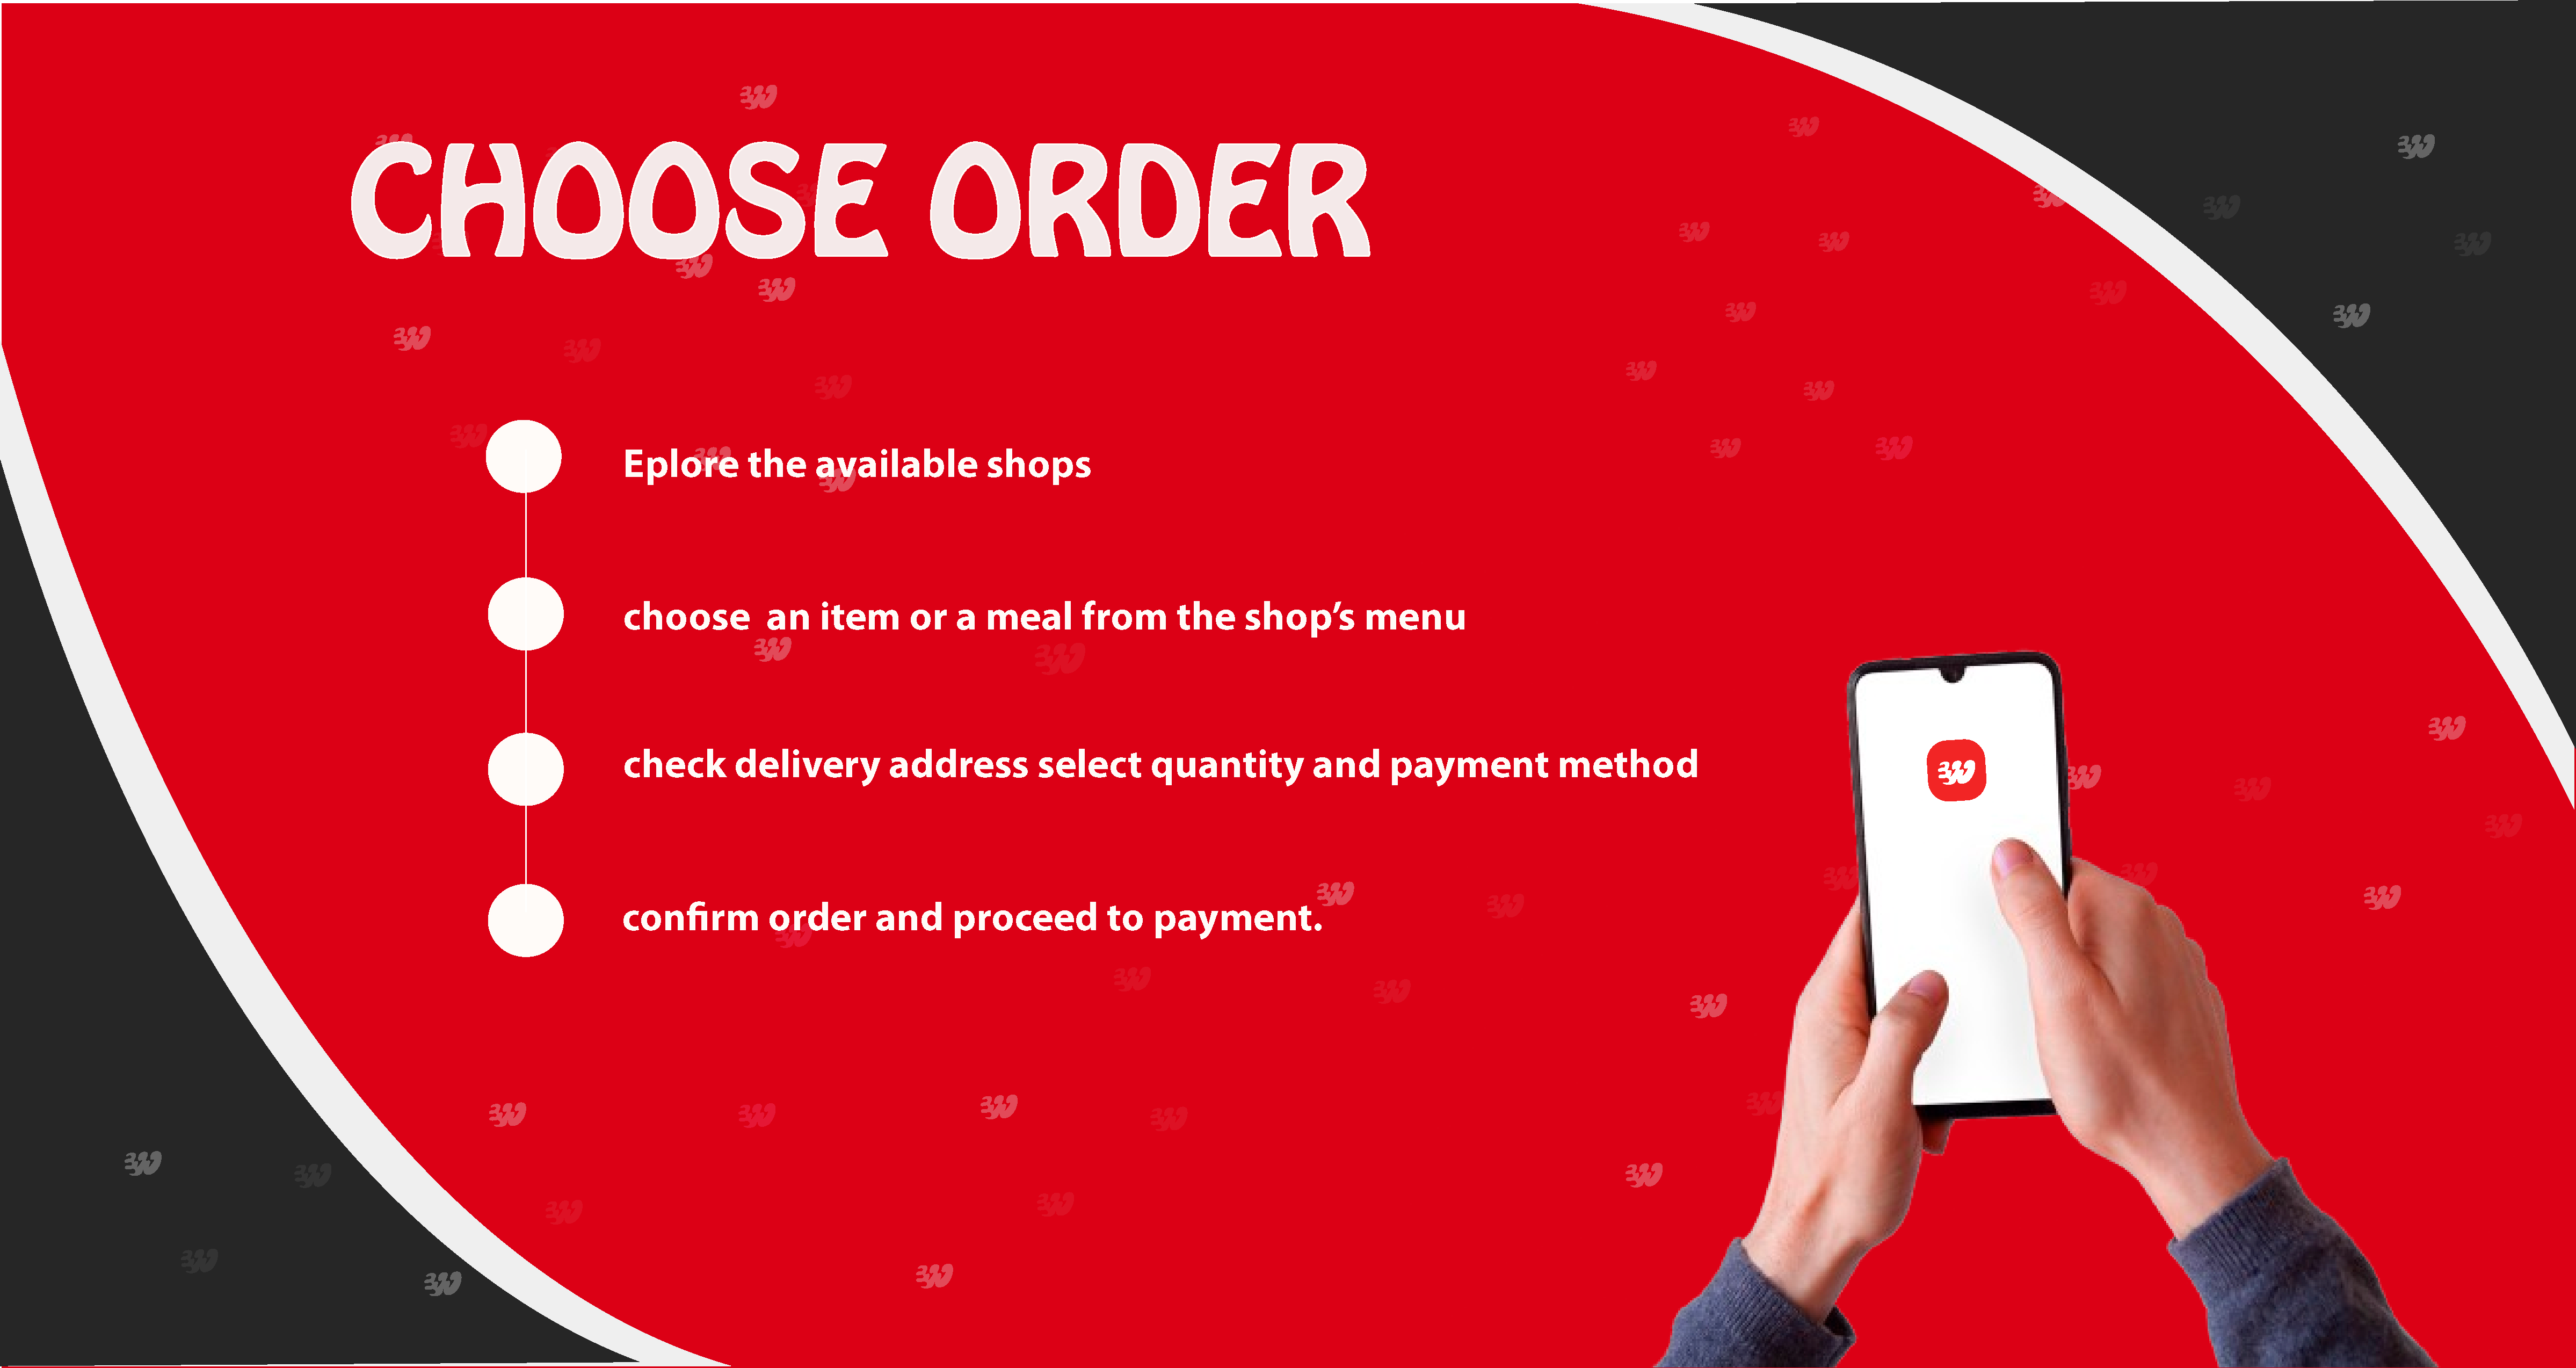 CHOOSE ORDER
Eplore the available shops
choose an item or a meal from the shop’s menu
check delivery address select quantity and payment method
confirm order and proceed to payment.